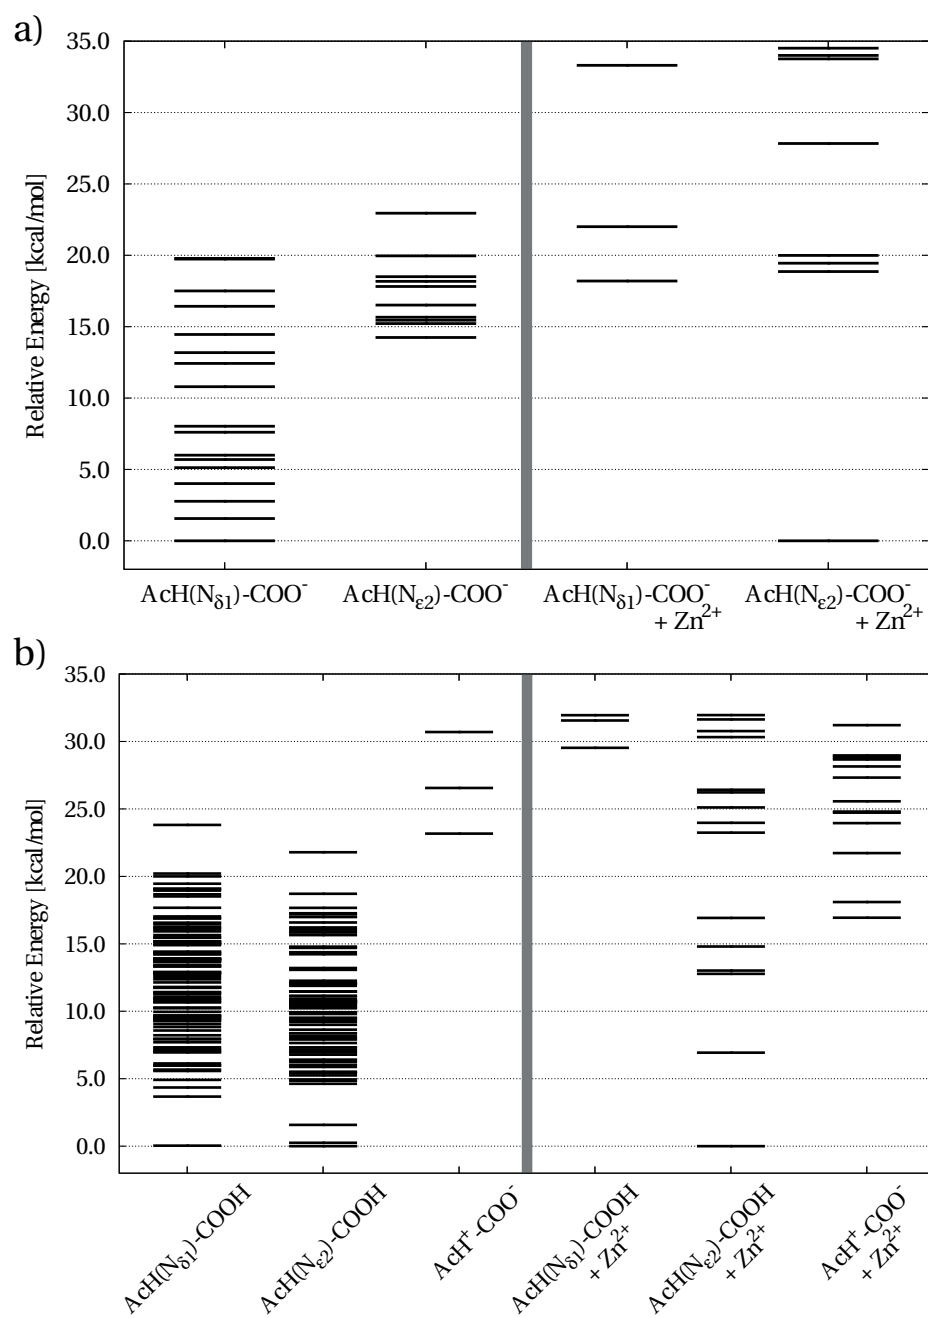 a)
35.0
30.0
25.0
20.0
15.0
10.0
5.0
0.0
Relative Energy [kcal/mol]
AcH(Nδ1)-COO⁻
AcH(Nε2)-COO⁻
AcH(Nδ1)-COO⁻
+ Zn²⁺
AcH(Nε2)-COO⁻
+ Zn²⁺
b)
35.0
30.0
25.0
20.0
15.0
10.0
5.0
0.0
Relative Energy [kcal/mol]
AcH(Nδ1)-COOH
AcH(Nε2)-COOH
AcH⁺-COO⁻
AcH(Nδ1)-COOH
+ Zn²⁺
AcH(Nε2)-COOH
+ Zn²⁺
AcH⁺-COO⁻
+ Zn²⁺